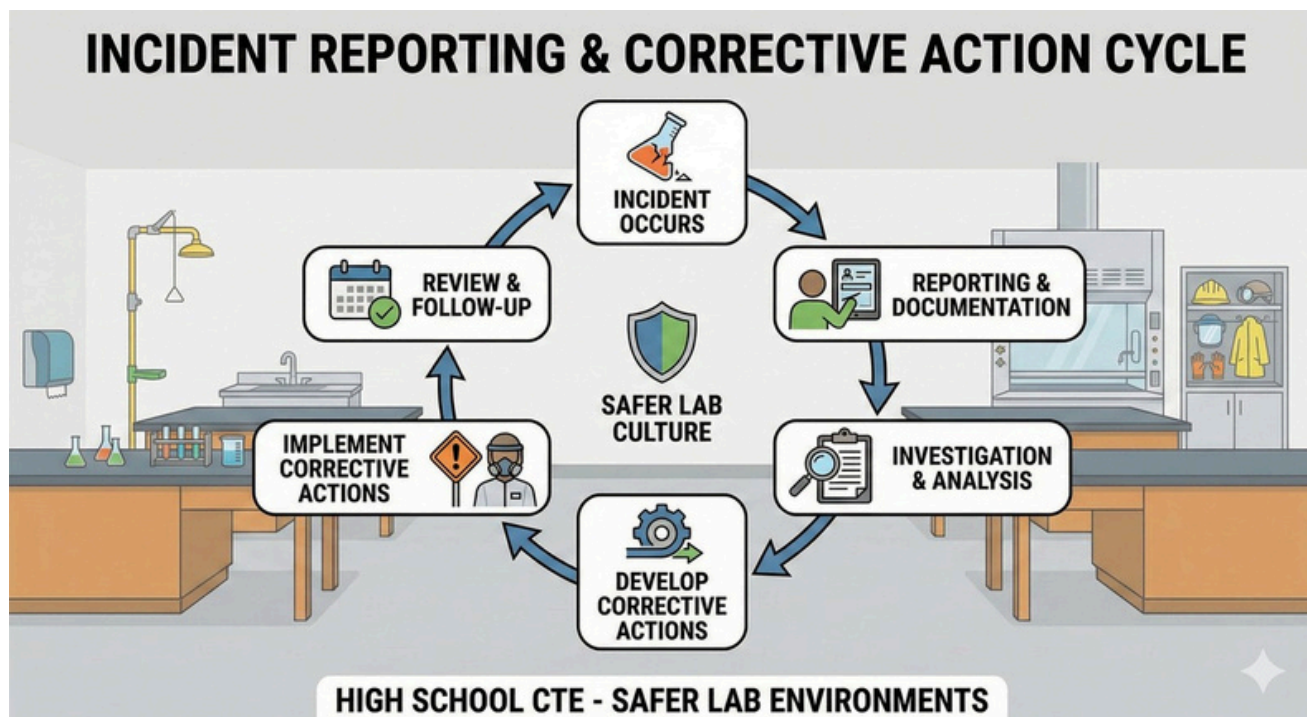 INCIDENT REPORTING & CORRECTIVE ACTION CYCLE
INCIDENT
OCCURS
REPORTING &
DOCUMENTATION
INVESTIGATION
& ANALYSIS
DEVELOP
CORRECTIVE
ACTIONS
IMPLEMENT
CORRECTIVE
ACTIONS
!
REVIEW &
FOLLOW-UP
SAFER LAB
CULTURE
HIGH SCHOOL CTE - SAFER LAB ENVIRONMENTS